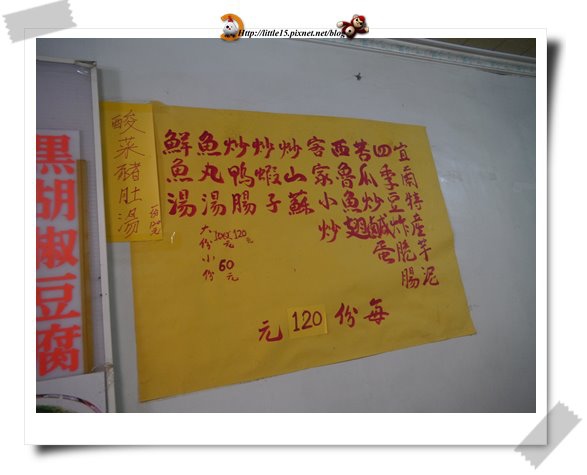 Http://little15.pixnet.net/blog
宜南特產芋泥
四季豆炸脆腸
苦瓜炒鹹蛋
西魯魚翅
客家小炒
炒山蘇
炒蝦子
炒鴨腸
魚丸湯
大份 120元
小份 60元
鮮魚湯
每份120元
酸菜豬肚湯
黑胡椒豆腐